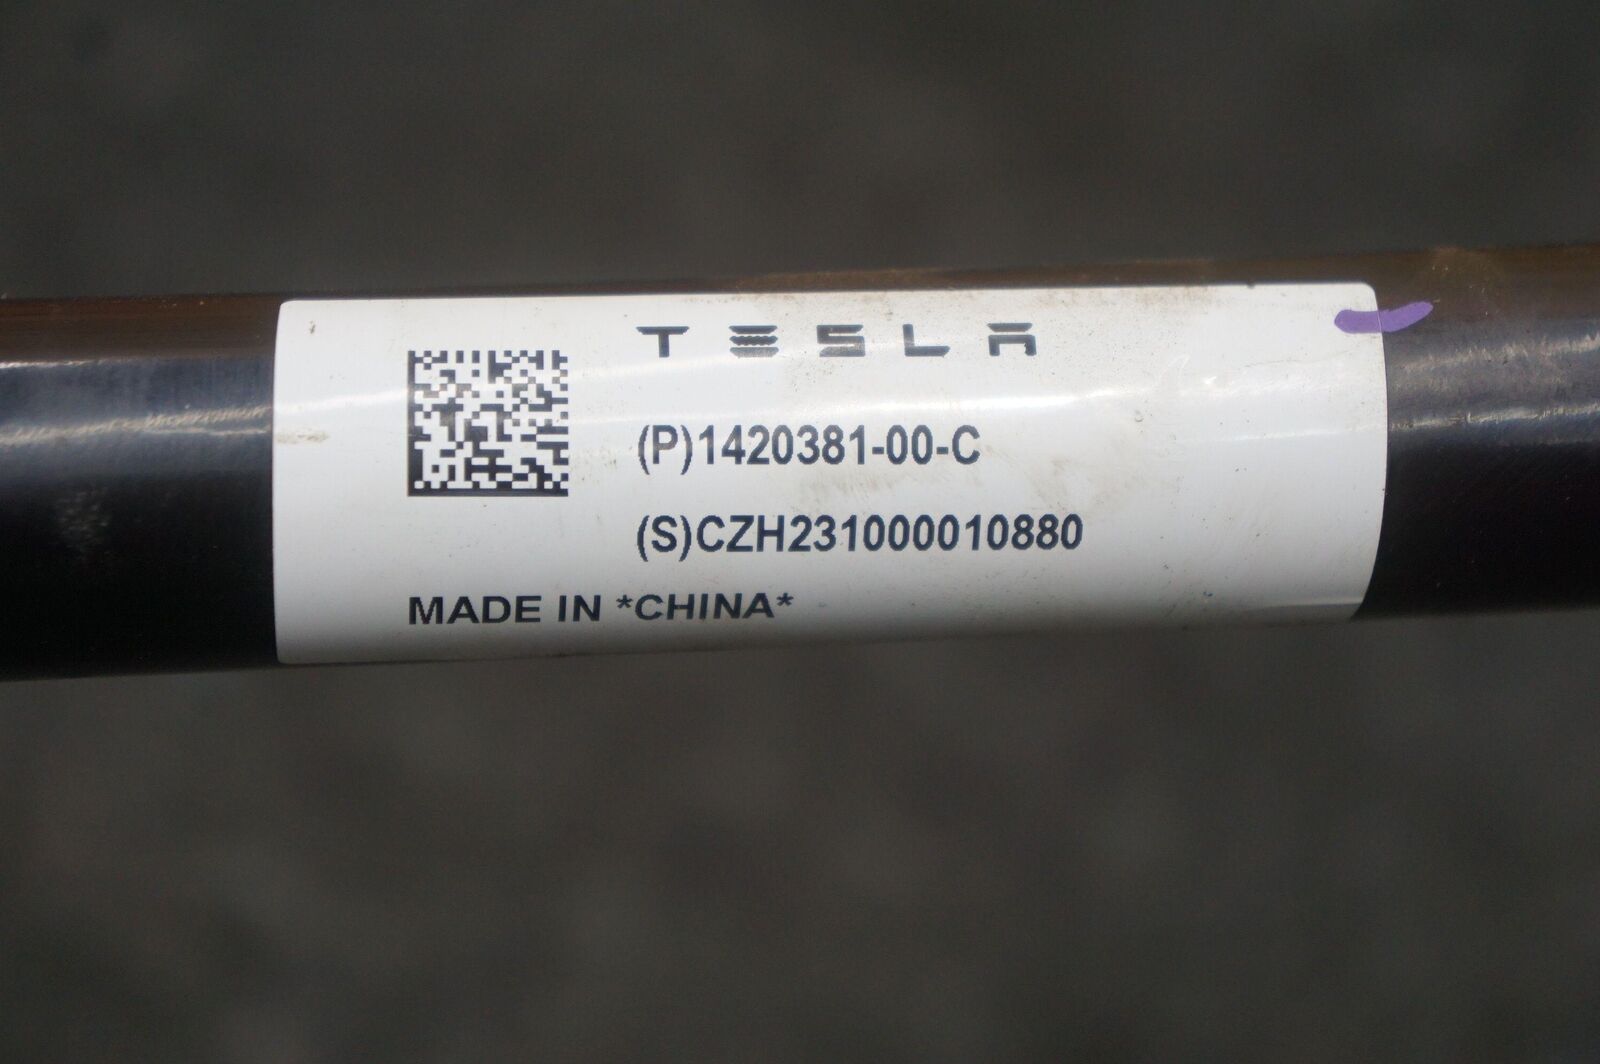 TESLA
(P)1420381-00-C
(S)CZH231000010880
MADE IN *CHINA*